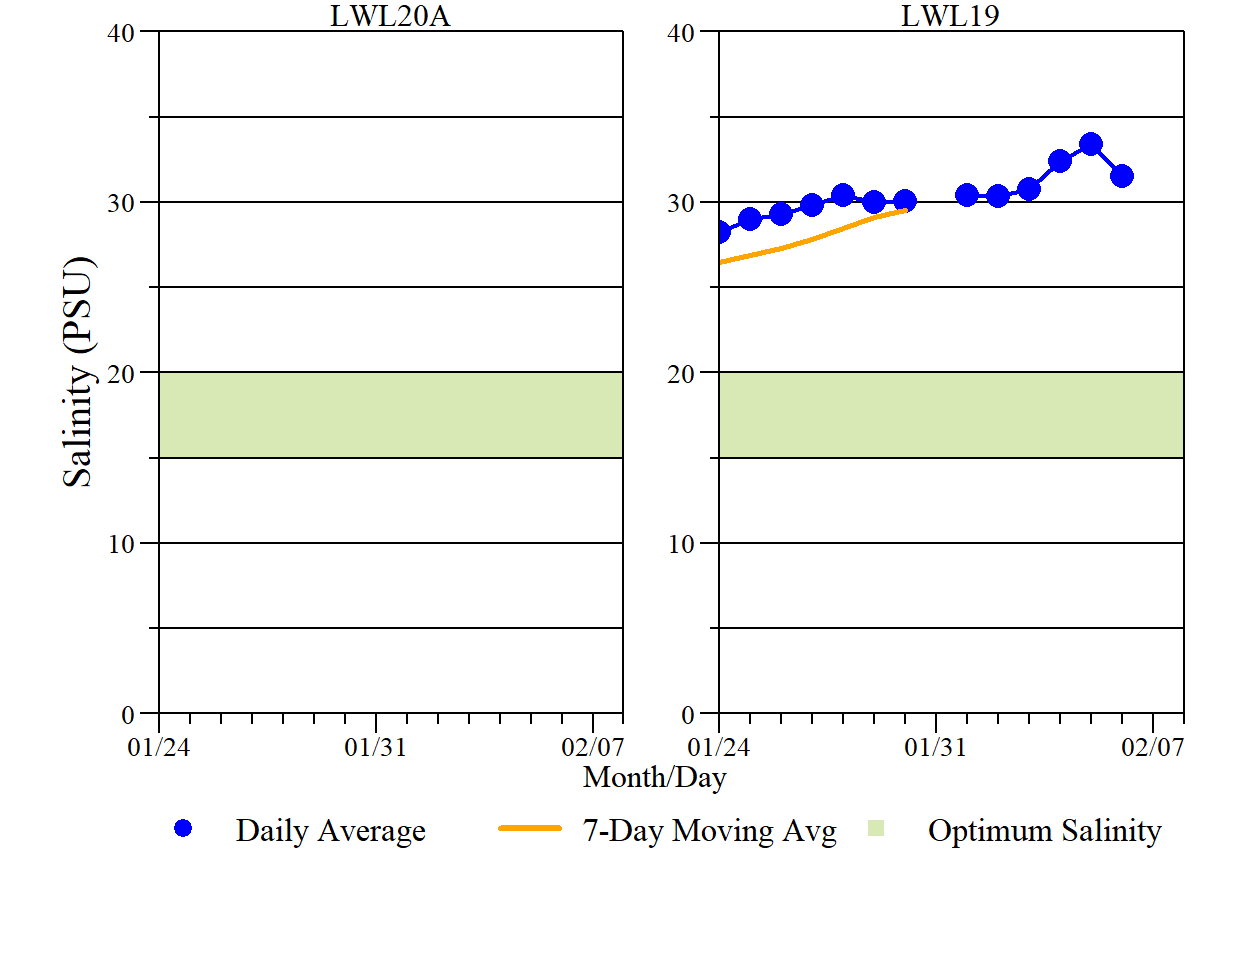 LWL20A
LWL19
40
30
20
10
0
40
30
20
10
0
Salinity (PSU)
01/24
01/31
02/07
01/24
01/31
02/07
Month/Day
Daily Average
7-Day Moving Avg
Optimum Salinity